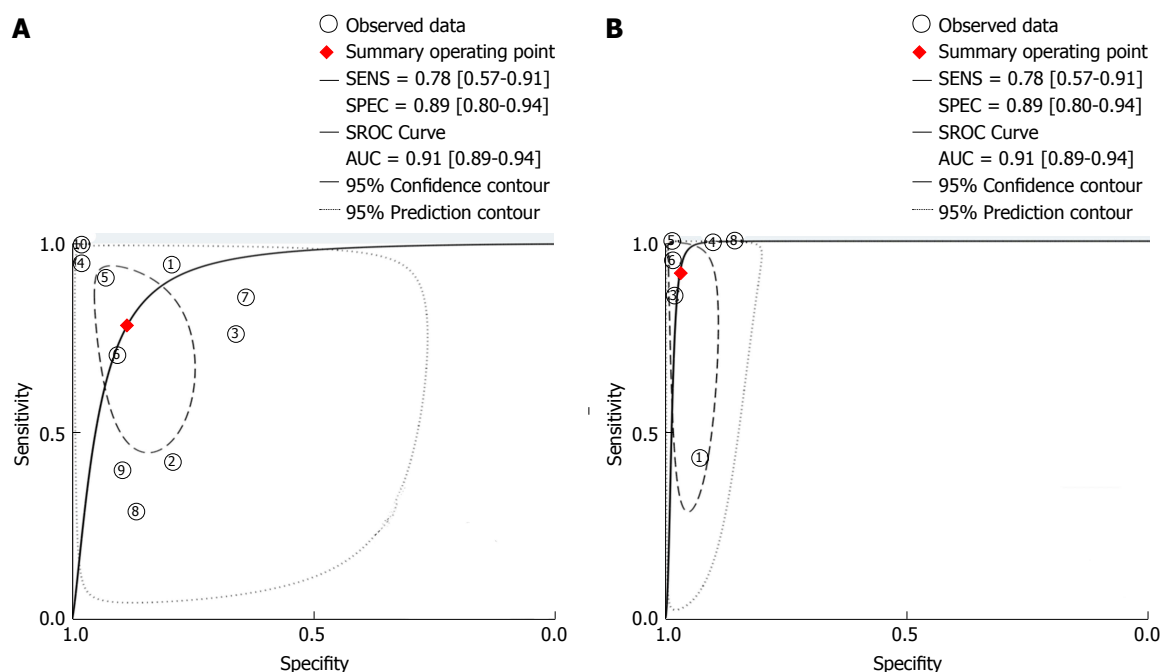 A
Observed data
Summary operating point
SENS = 0.78 [0.57-0.91]
SPEC = 0.89 [0.80-0.94]
SROC Curve
AUC = 0.91 [0.89-0.94]
95% Confidence contour
95% Prediction contour
1.0
10
4
5
1
7
3
6
Sensitivity
0.5
2
9
8
0.0
1.0
0.5
0.0
Specifity
B
Observed data
Summary operating point
SENS = 0.78 [0.57-0.91]
SPEC = 0.89 [0.80-0.94]
SROC Curve
AUC = 0.91 [0.89-0.94]
95% Confidence contour
95% Prediction contour
1.0
5
4
8
6
3
Sensitivity
0.5
1
0.0
1.0
0.5
0.0
Specifity